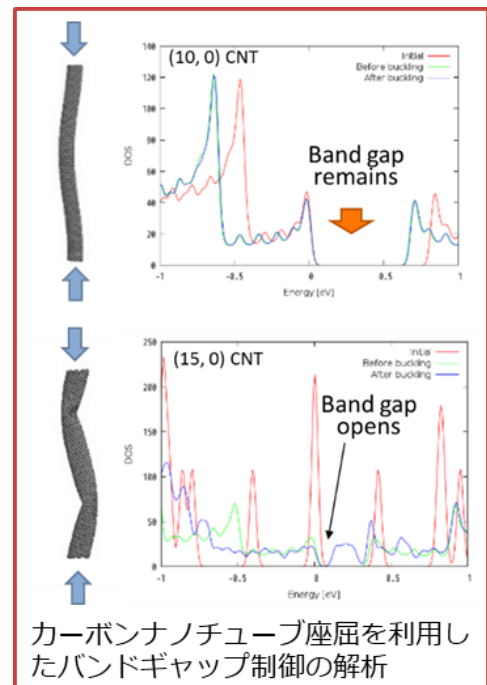 (10, 0) CNT
Initial
Before buckling
After buckling
Band gap
remains
DOS
160
120
100
80
60
40
20
0
-1
-0.5
0
0.5
1
Energy [eV]
(15, 0) CNT
Initial
Before buckling
After buckling
Band gap
opens
DOS
250
200
150
100
50
0
-1
-0.5
0
0.5
1
Energy [eV]
カーボンナノチューブ座屈を利用し
たバンドギャップ制御の解析